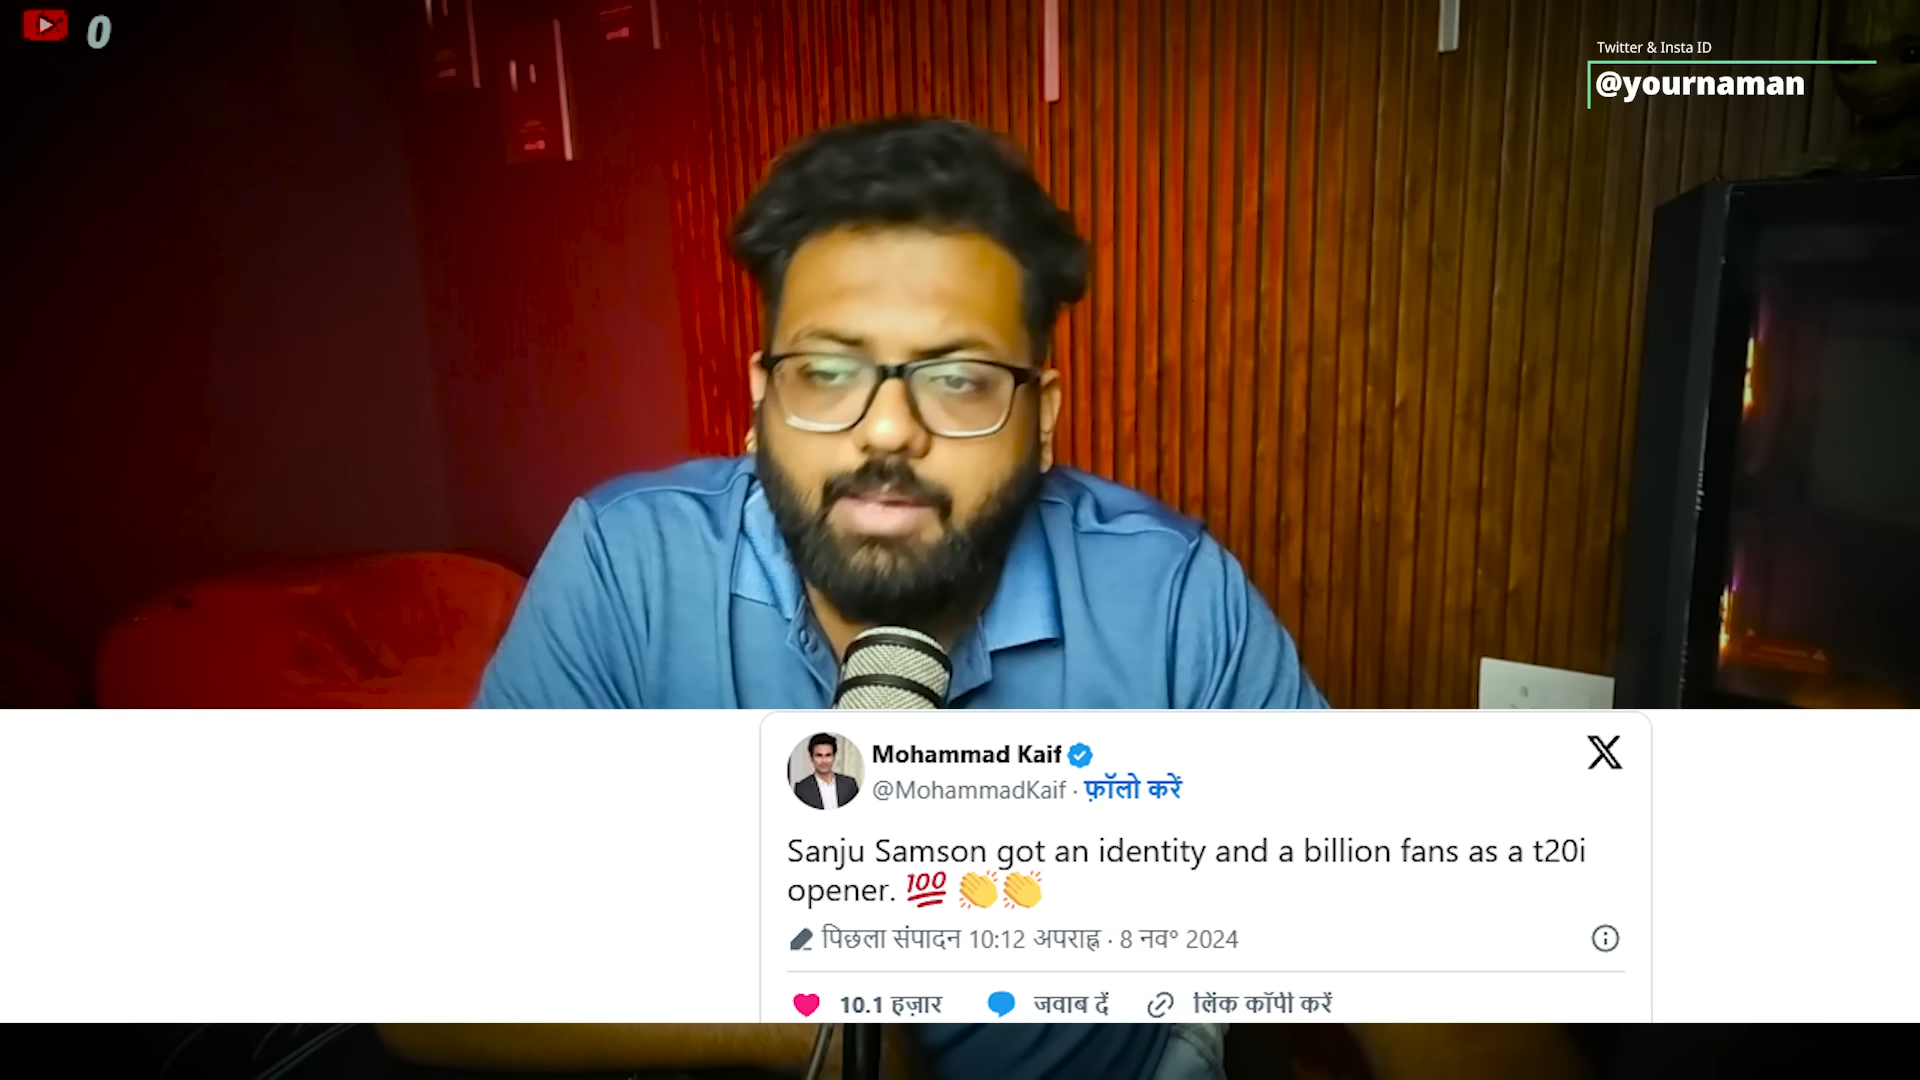 0
Twitter & Insta ID
@yournaman
Mohammad Kaif
@MohammadKaif · फ़ॉलो करें
X
Sanju Samson got an identity and a billion fans as a t20i
opener. 💯 👏👏
पिछला संपादन 10:12 अपराह्न · 8 नव॰ 2024
10.1 हज़ार जवाब दें लिंक कॉपी करें